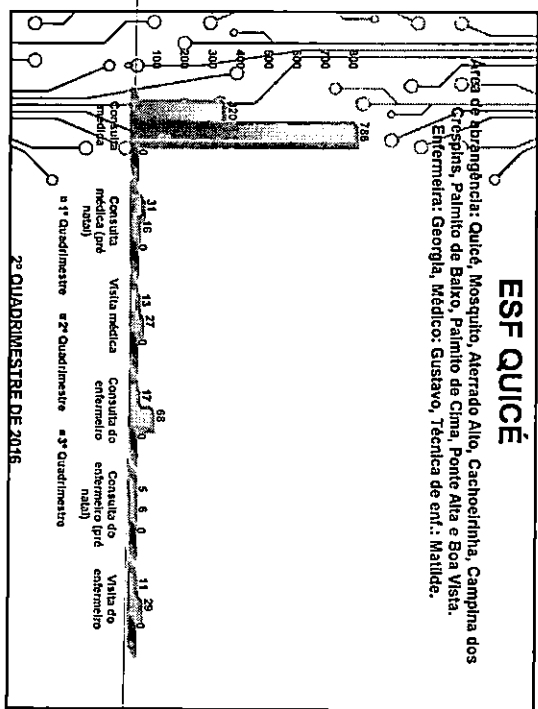 ESF QUICÉ
Área de abrangência: Quicé, Mosquito, Aterrado Alto, Cachoeirinha, Campina dos
Crespins, Palmito de Baixo, Palmito de Cima, Ponte Alta e Boa Vista.
Enfermeira: Georgia, Médico: Gustavo, Técnica de enf.: Matilde.
800
700
600
500
400
300
200
100
320 786 0
31 16 0
13 27 0
17 68 0
5 6 0
11 29 0
Consulta médica
Consulta médica (pré natal)
Visita médica
Consulta do enfermeiro
Consulta do enfermeiro (pré natal)
Visita do enfermeiro
1º Quadrimestre 2º Quadrimestre 3º Quadrimestre
2º QUADRIMESTRE DE 2016